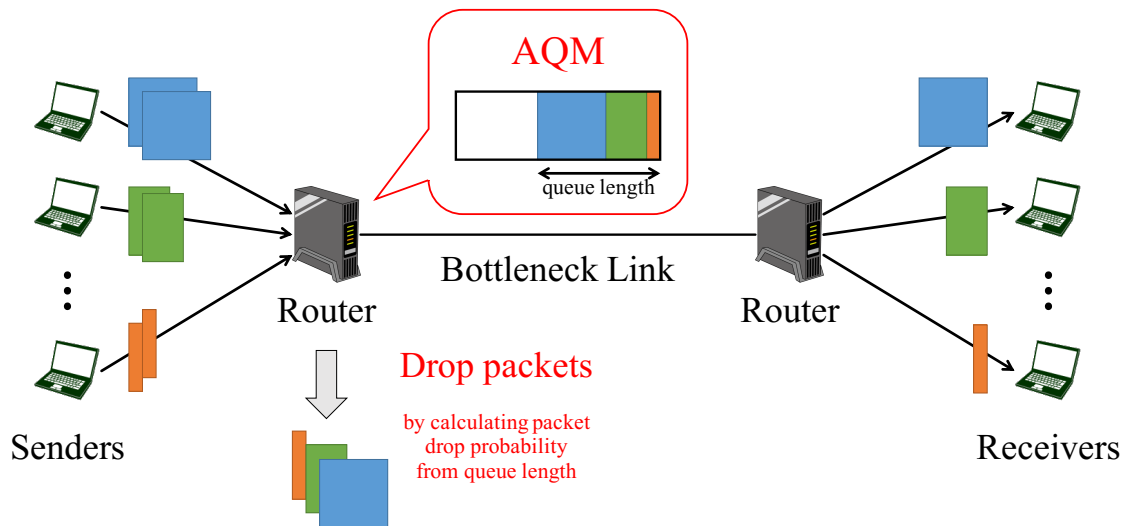 AQM
queue length
Bottleneck Link
Router
Router
Drop packets
by calculating packet
drop probability
from queue length
Senders
Receivers